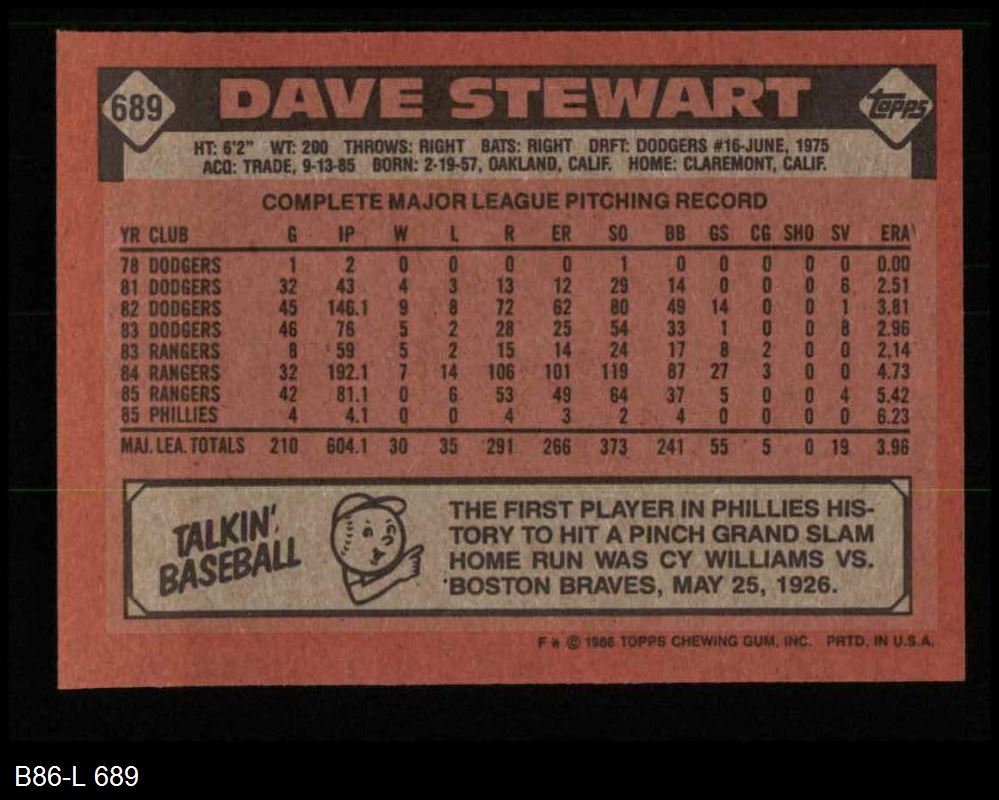 689 DAVE STEWART Topps
HT: 6'2" WT: 200 THROWS: RIGHT BATS: RIGHT DRFT: DODGERS #16-JUNE, 1975
ACQ: TRADE, 9-13-85 BORN: 2-19-57, OAKLAND, CALIF. HOME: CLAREMONT, CALIF.
COMPLETE MAJOR LEAGUE PITCHING RECORD
YR CLUB G IP W L R ER SO BB GS CG SHO SV ERA
78 DODGERS 1 2 0 0 0 0 1 0 0 0 0 0 0.00
81 DODGERS 32 43 4 3 13 12 29 14 0 0 0 6 2.51
82 DODGERS 45 146.1 9 8 72 62 80 49 14 0 0 1 3.81
83 DODGERS 46 76 5 2 28 25 54 33 1 0 0 8 2.96
83 RANGERS 8 59 5 2 15 14 24 17 8 2 0 0 2.14
84 RANGERS 32 192.1 7 14 106 101 119 87 27 3 0 0 4.73
85 RANGERS 42 81.1 0 6 53 49 64 37 5 0 0 4 5.42
85 PHILLIES 4 4.1 0 0 4 3 2 4 0 0 0 0 6.23
MAJ. LEA. TOTALS 210 604.1 30 35 291 266 373 241 55 5 0 19 3.96
TALKIN'
BASEBALL
THE FIRST PLAYER IN PHILLIES HIS-
TORY TO HIT A PINCH GRAND SLAM
HOME RUN WAS CY WILLIAMS VS.
BOSTON BRAVES, MAY 25, 1926.
F * © 1986 TOPPS CHEWING GUM, INC. PRTD. IN U.S.A.
B86-L 689